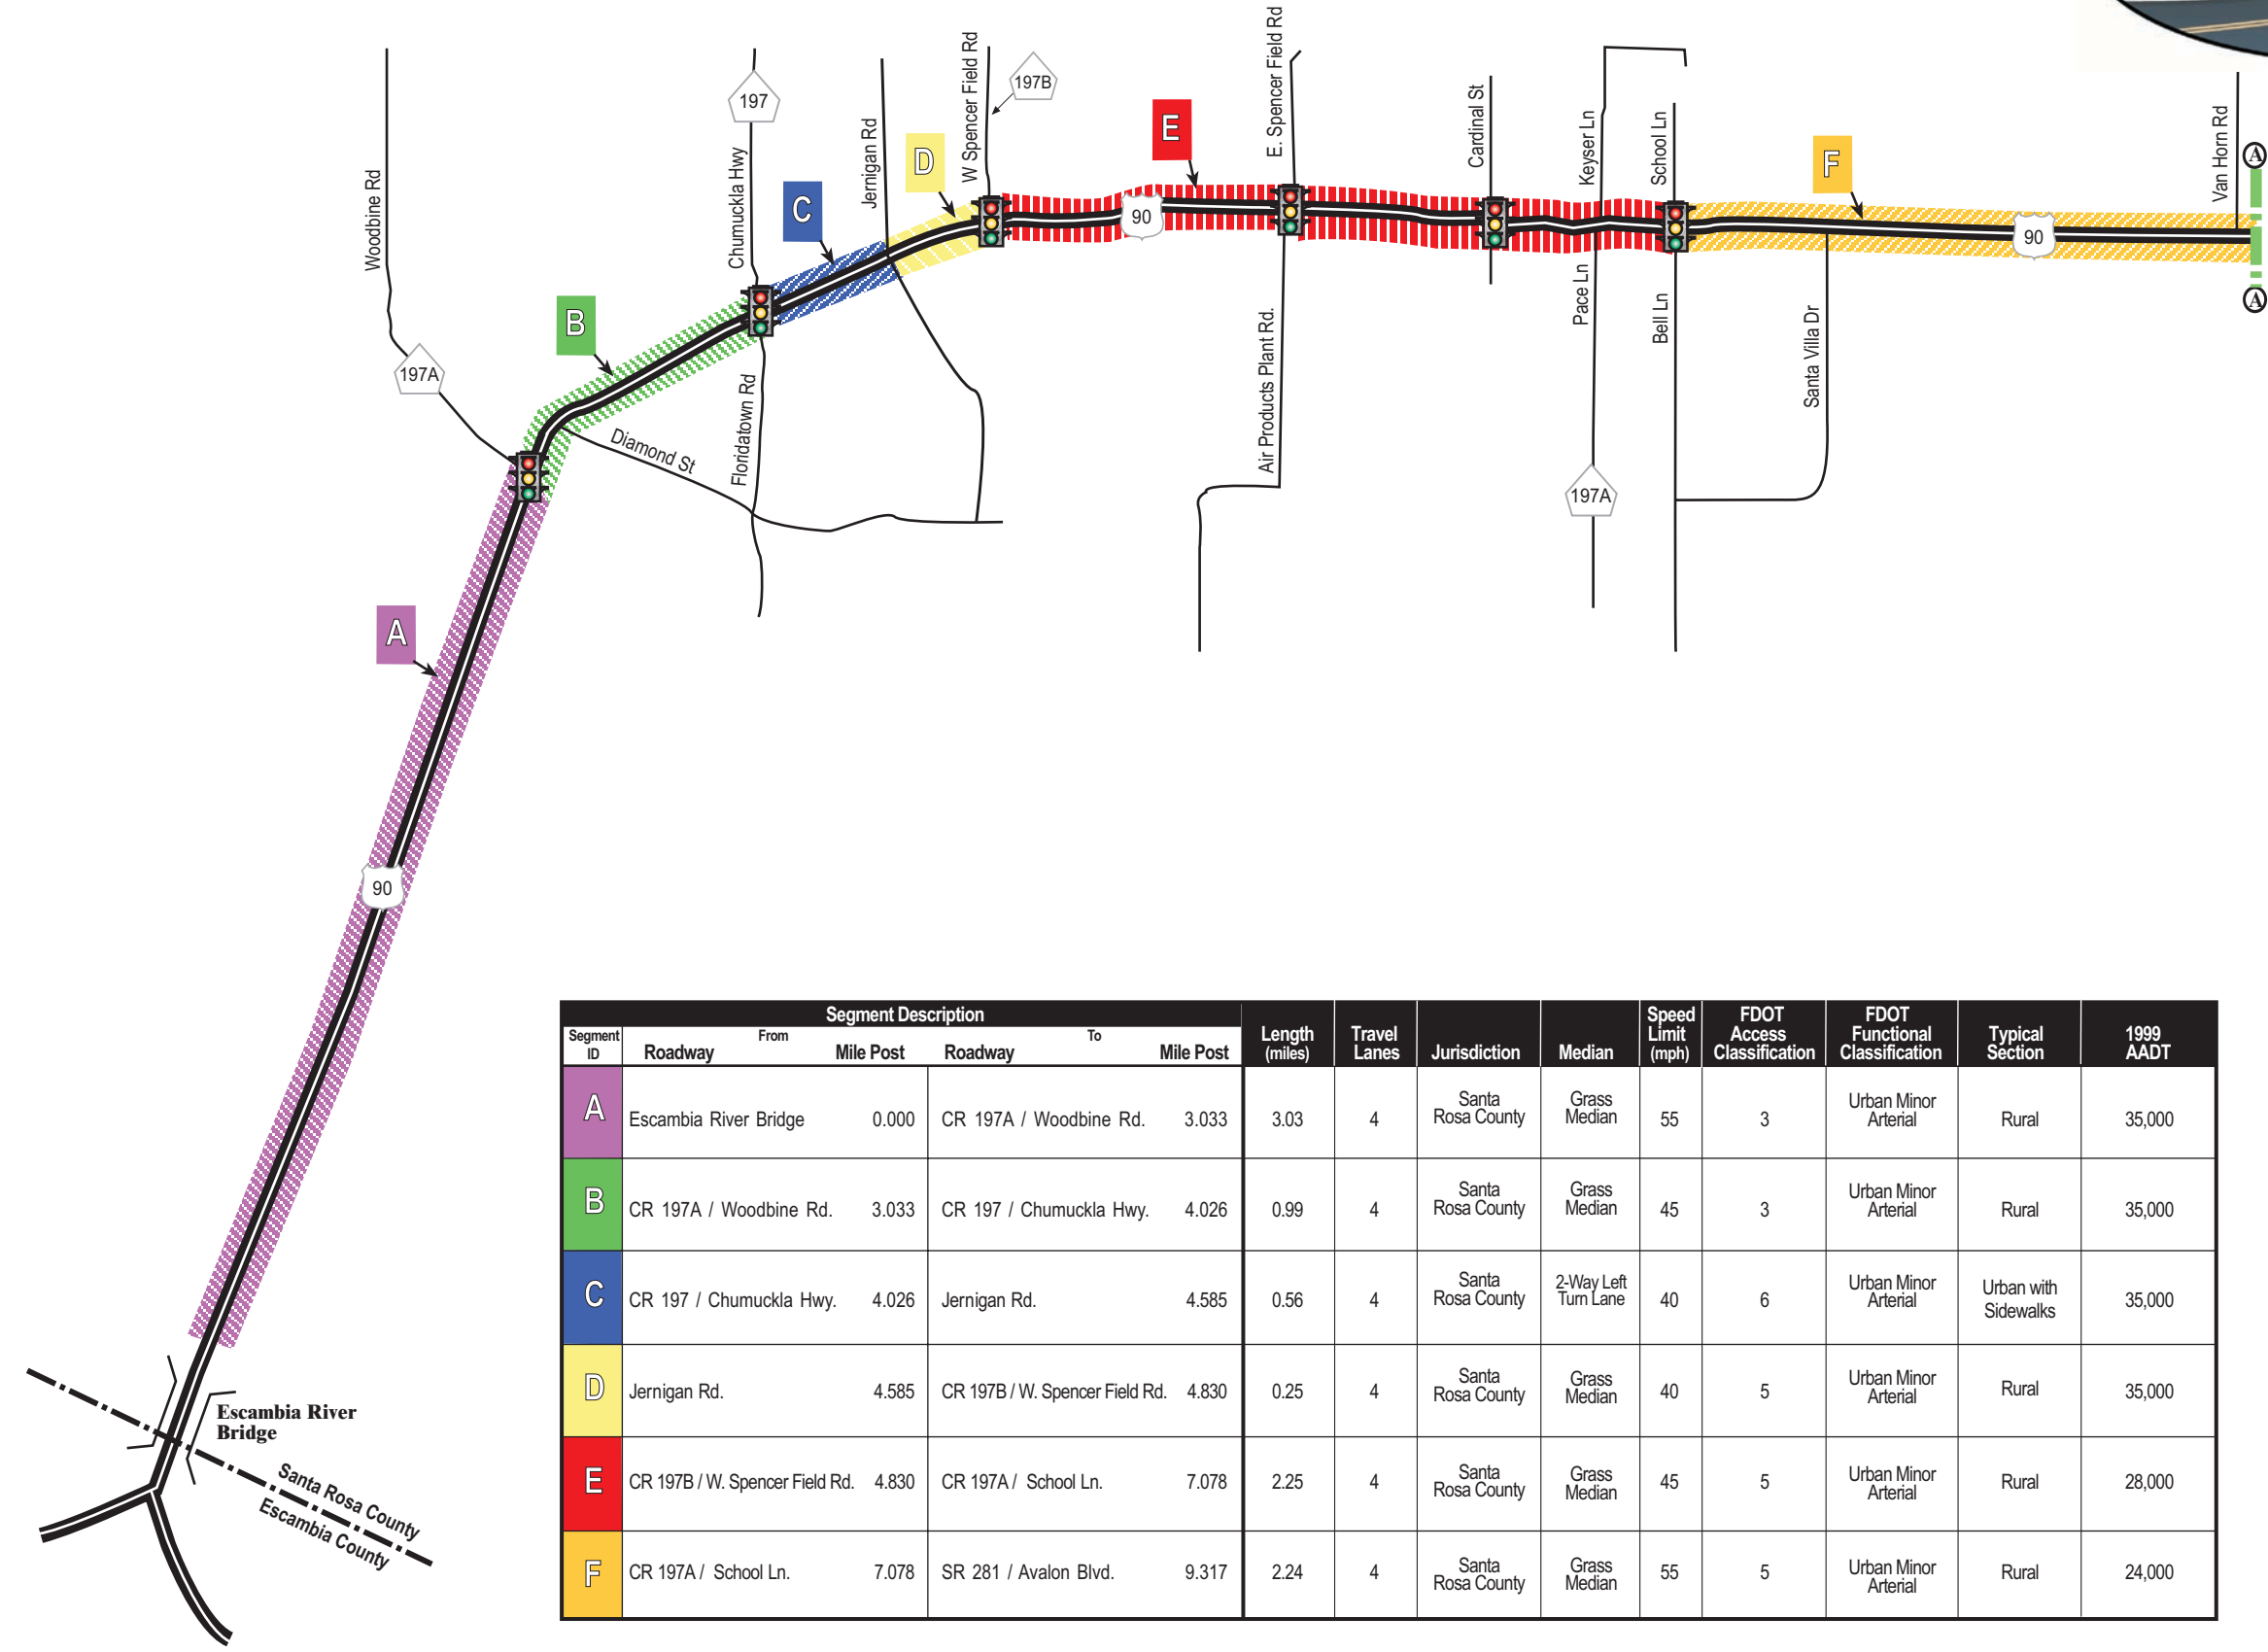 E. Spencer Field Rd
W Spencer Field Rd
197B
197
Cardinal St
Keyser Ln
School Ln
Van Horn Rd
A
Jernigan Rd
D
E
F
Woodbine Rd
Chumuckla Hwy
C
90
90
A
B
Pace Ln
Bell Ln
Santa Villa Dr
Air Products Plant Rd.
197A
Floridatown Rd
Diamond St
197A
A
90
Escambia River
Bridge
Santa Rosa County
Escambia County
Segment Description
Segment ID From Roadway Mile Post To Roadway Mile Post Length (miles) Travel Lanes Jurisdiction Median Speed Limit (mph) FDOT Access Classification FDOT Functional Classification Typical Section 1999 AADT
A Escambia River Bridge 0.000 CR 197A / Woodbine Rd. 3.033 3.03 4 Santa Rosa County Grass Median 55 3 Urban Minor Arterial Rural 35,000
B CR 197A / Woodbine Rd. 3.033 CR 197 / Chumuckla Hwy. 4.026 0.99 4 Santa Rosa County Grass Median 45 3 Urban Minor Arterial Rural 35,000
C CR 197 / Chumuckla Hwy. 4.026 Jernigan Rd. 4.585 0.56 4 Santa Rosa County 2-Way Left Turn Lane 40 6 Urban Minor Arterial Urban with Sidewalks 35,000
D Jernigan Rd. 4.585 CR 197B / W. Spencer Field Rd. 4.830 0.25 4 Santa Rosa County Grass Median 40 5 Urban Minor Arterial Rural 35,000
E CR 197B / W. Spencer Field Rd. 4.830 CR 197A / School Ln. 7.078 2.25 4 Santa Rosa County Grass Median 45 5 Urban Minor Arterial Rural 28,000
F CR 197A / School Ln. 7.078 SR 281 / Avalon Blvd. 9.317 2.24 4 Santa Rosa County Grass Median 55 5 Urban Minor Arterial Rural 24,000